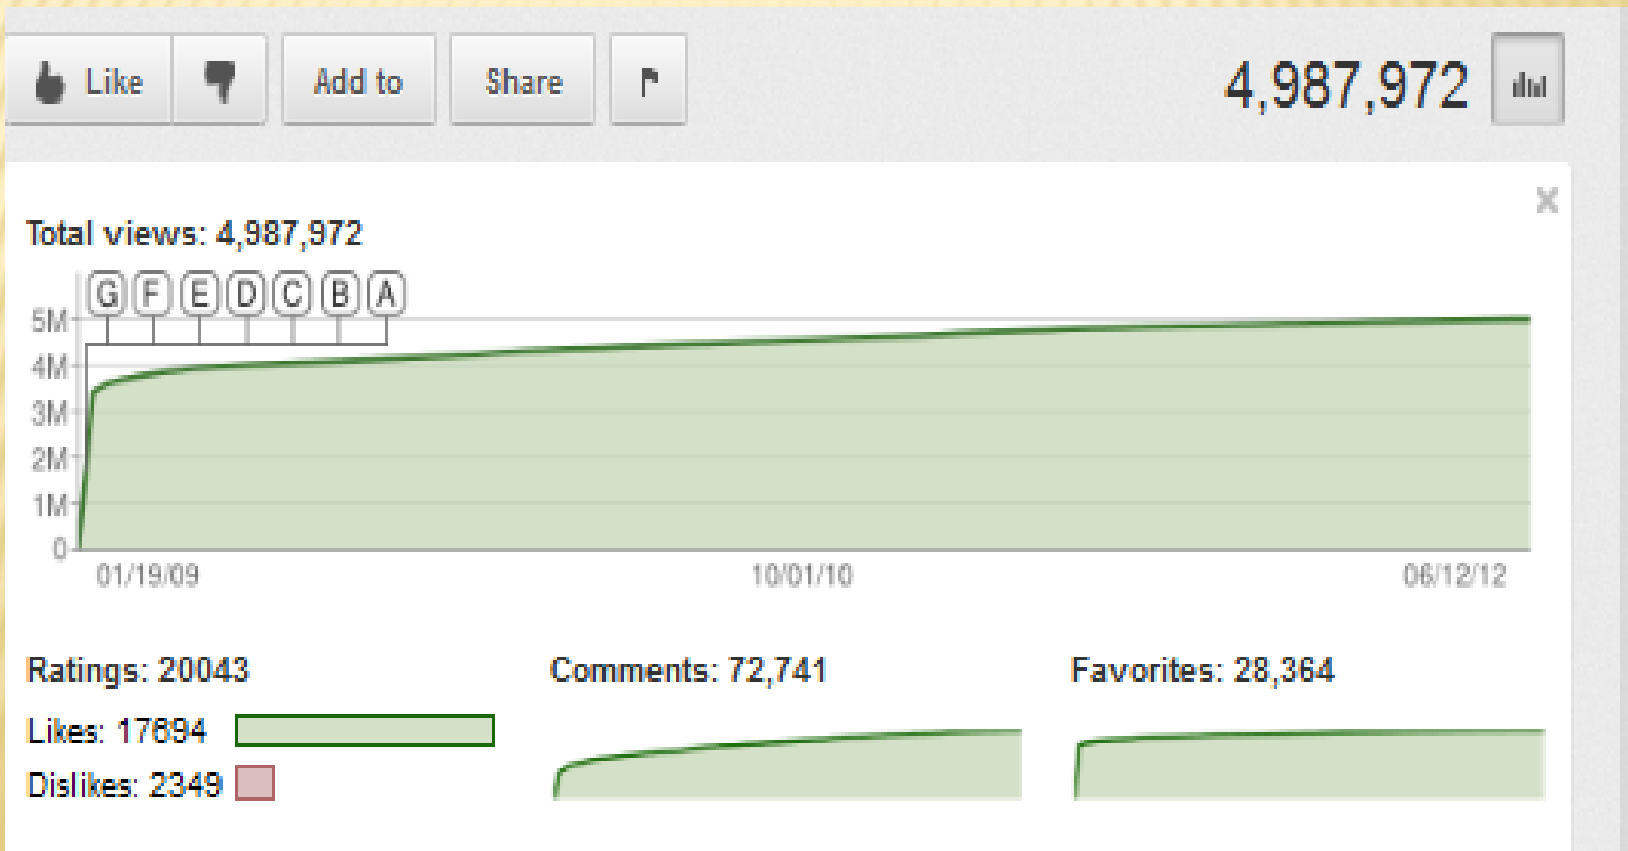 Like Add to Share 4,987,972
Total views: 4,987,972
G F E D C B A
5M
4M
3M
2M
1M
0
01/19/09 10/01/10 06/12/12
Ratings: 20043 Comments: 72,741 Favorites: 28,364
Likes: 17694
Dislikes: 2349